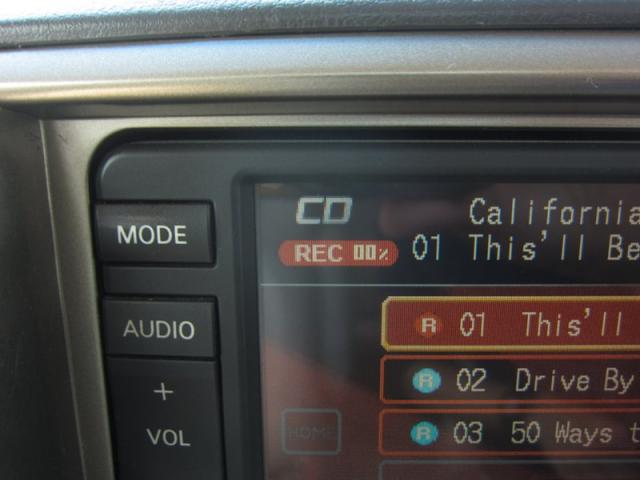 CD
California
MODE
REC 00%
01 This'll Be
AUDIO
R 01 This'll
+
R 02 Drive By
VOL
HOME
R 03 50 Ways t